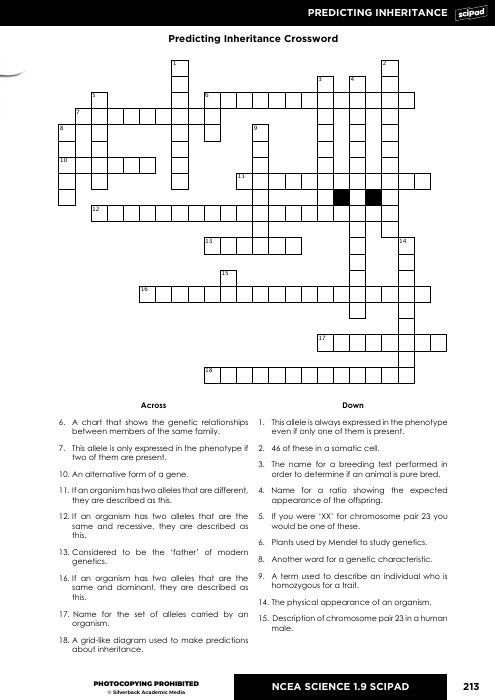 PREDICTING INHERITANCE scipad
Predicting Inheritance Crossword
1
2
3
4
5
6
7
8
9
10
11
12
13
14
15
16
17
18
Across
6. A chart that shows the genetic relationships
between members of the same family.
7. This allele is only expressed in the phenotype if
two of them are present.
10. An alternative form of a gene.
11. If an organism has two alleles that are different,
they are described as this.
12. If an organism has two alleles that are the
same and recessive, they are described as
this.
13. Considered to be the ‘father’ of modern
genetics.
16. If an organism has two alleles that are the
same and dominant, they are described as
this.
17. Name for the set of alleles carried by an
organism.
18. A grid-like diagram used to make predictions
about inheritance.
Down
1. This allele is always expressed in the phenotype
even if only one of them is present.
2. 46 of these in a somatic cell.
3. The name for a breeding test performed in
order to determine if an animal is pure bred.
4. Name for a ratio showing the expected
appearance of the offspring.
5. If you were ‘XX’ for chromosome pair 23 you
would be one of these.
6. Plants used by Mendel to study genetics.
8. Another word for a genetic characteristic.
9. A term used to describe an individual who is
homozygous for a trait.
14. The physical appearance of an organism.
15. Description of chromosome pair 23 in a human
male.
PHOTOCOPYING PROHIBITED
© Silverback Academic Media
NCEA SCIENCE 1.9 SCIPAD
213